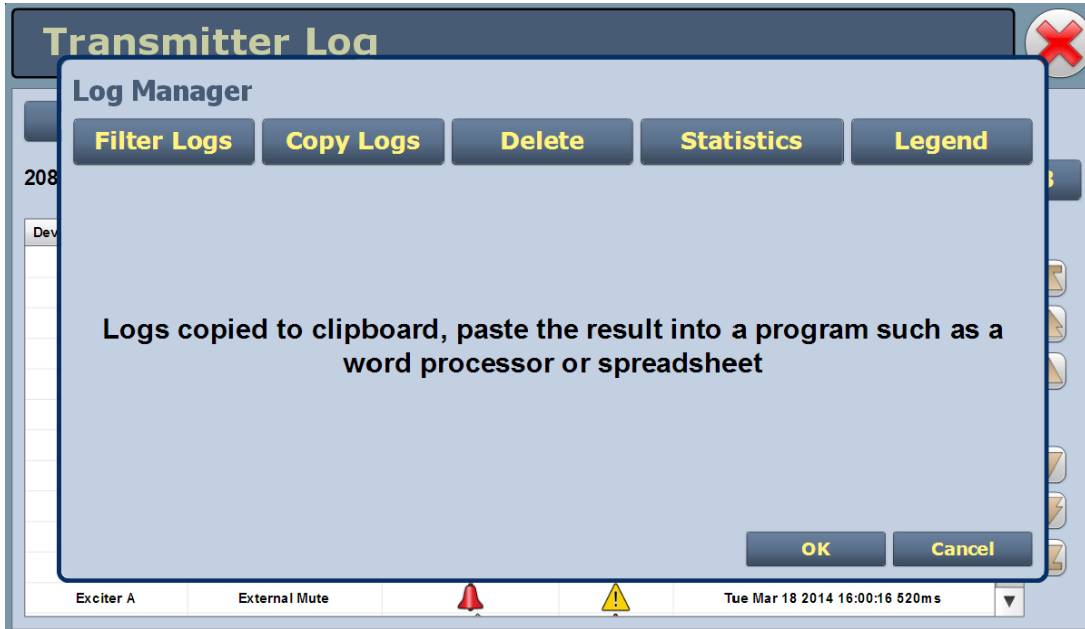 Transmitter Log
Log Manager
Filter Logs Copy Logs Delete Statistics Legend
208
Dev
Logs copied to clipboard, paste the result into a program such as a
word processor or spreadsheet
OK Cancel
Exciter A External Mute Tue Mar 18 2014 16:00:16 520ms